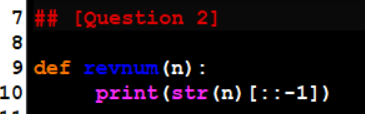 7 ## [Question 2]
8
9 def revnum(n):
10     print(str(n)[::-1])